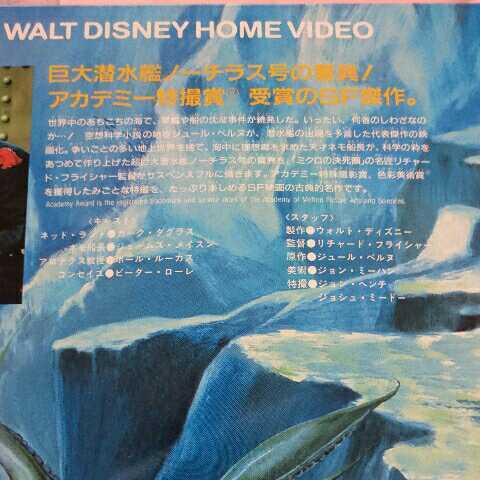 WALT DISNEY HOME VIDEO
巨大潜水艦ノーチラス号の驚異!
アカデミー特撮賞 受賞のSF傑作。
世界中のあちこちの海で、軍艦や船の沈没事件が続発した。いったい、何者のしわざなの
か…! 空想科学小説の始祖ジュール・ベルヌが、潜水艦の出現を予言した代表傑作の映
画化。争いごとの多い地上世界を捨て、海中に理想郷を求めた天才ネモ船長が、科学の粋を
あつめて作り上げた超巨大潜水艦ノーチラス号の驚異を、「ミクロの決死圏」の名匠リチャー
ド・フライシャー監督がサスペンスフルに描きます。アカデミー特殊撮影賞、色彩美術賞
を獲得したみごとな特撮を、たっぷり楽しめるSF映画の古典的名作です。
Academy Award is the registered trademark and service mark of the Academy of Motion Picture Arts and Sciences.
〈キャスト〉
ネッド・ランド●カーク・ダグラス
ネモ船長●ジェームズ・メイスン
アロナクス教授●ポール・ルーカス
コンセイユ●ピーター・ローレ
〈スタッフ〉
製作●ウォルト・ディズニー
監督●リチャード・フライシャー
原作●ジュール・ベルヌ
美術●ジョン・ミーハン
特撮●ジョン・ヘンチ
ジョシュ・ミードー